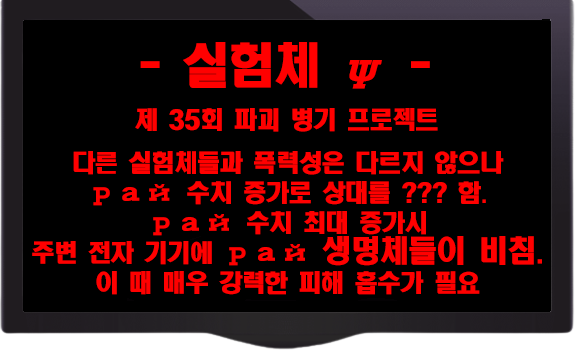 - 실험체 Ψ -
제 35회 파괴 병기 프로젝트
다른 실험체들과 폭력성은 다르지 않으나
рай 수치 증가로 상대를 ??? 함.
рай 수치 최대 증가시
주변 전자 기기에 рай 생명체들이 비침.
이 때 매우 강력한 피해 흡수가 필요